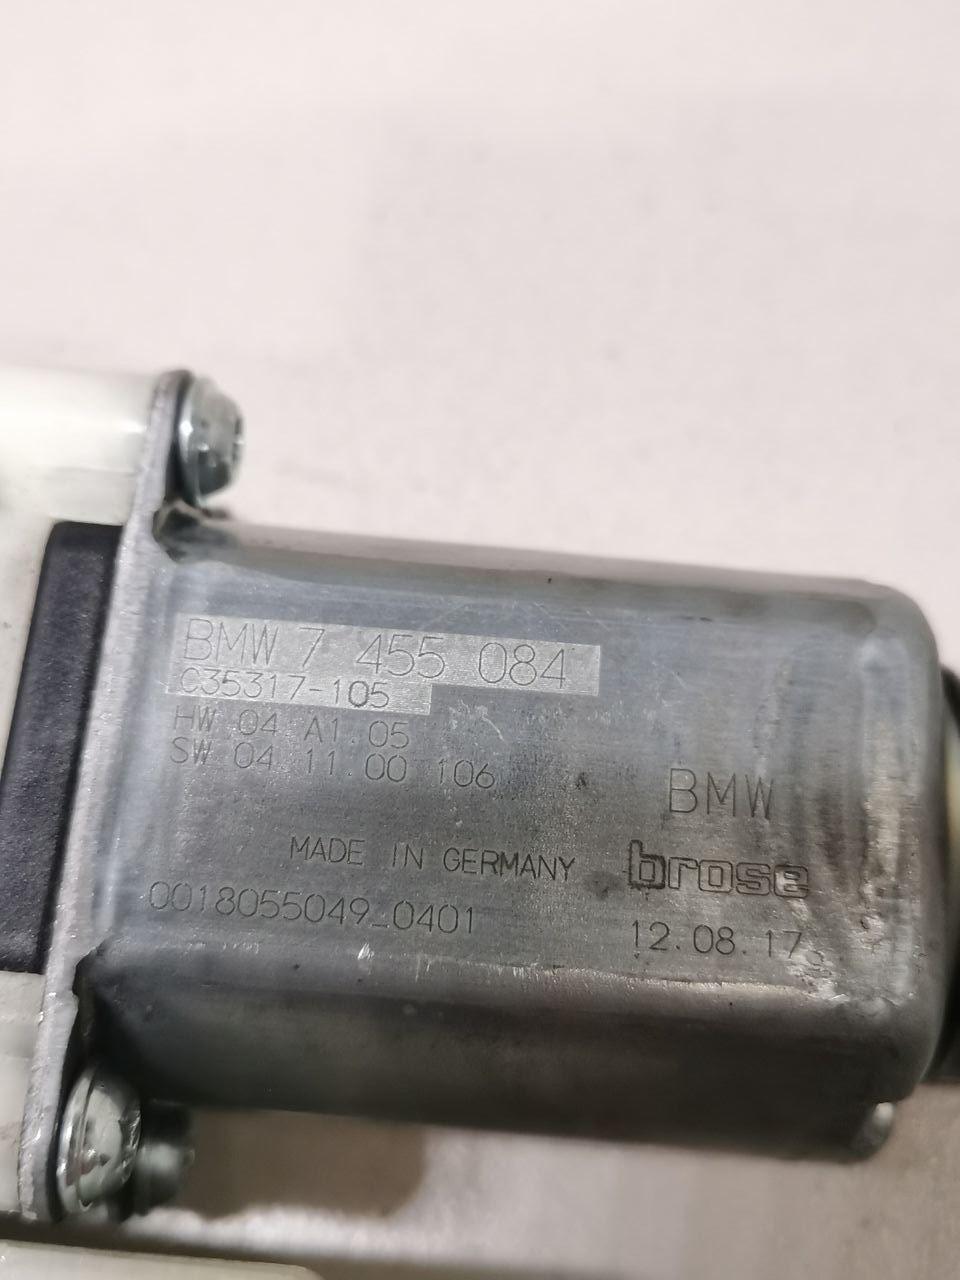 BMW 7 455 084
C35317-105
HW 04 A1.05
SW 04.11.00 106
BMW
MADE IN GERMANY
brose
0018055049_0401
12.08.17